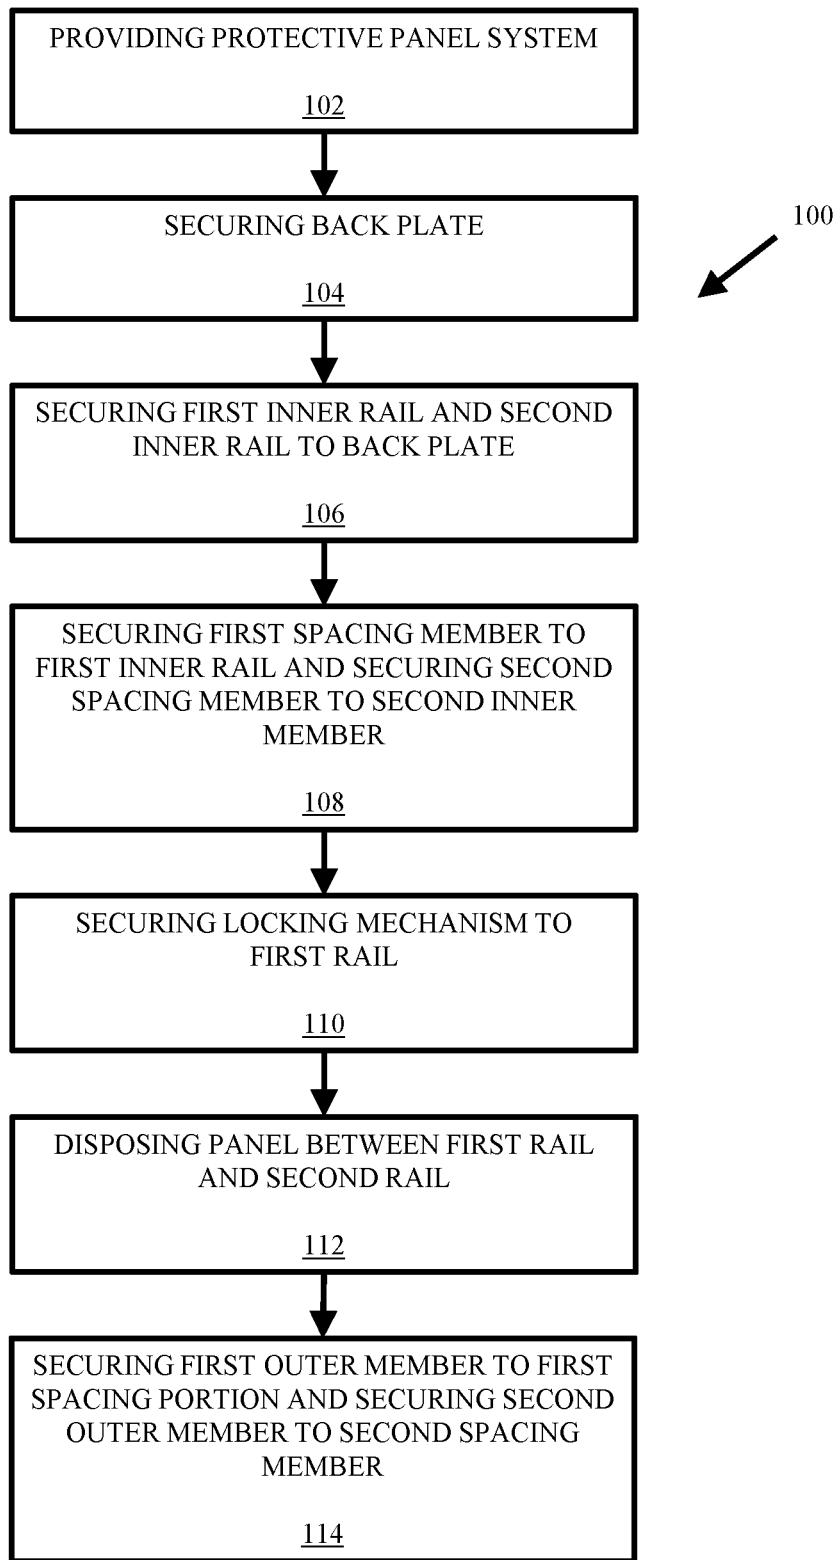 PROVIDING PROTECTIVE PANEL SYSTEM
102
SECURING BACK PLATE
104
100
SECURING FIRST INNER RAIL AND SECOND
INNER RAIL TO BACK PLATE
106
SECURING FIRST SPACING MEMBER TO
FIRST INNER RAIL AND SECURING SECOND
SPACING MEMBER TO SECOND INNER
MEMBER
108
SECURING LOCKING MECHANISM TO
FIRST RAIL
110
DISPOSING PANEL BETWEEN FIRST RAIL
AND SECOND RAIL
112
SECURING FIRST OUTER MEMBER TO FIRST
SPACING PORTION AND SECURING SECOND
OUTER MEMBER TO SECOND SPACING
MEMBER
114